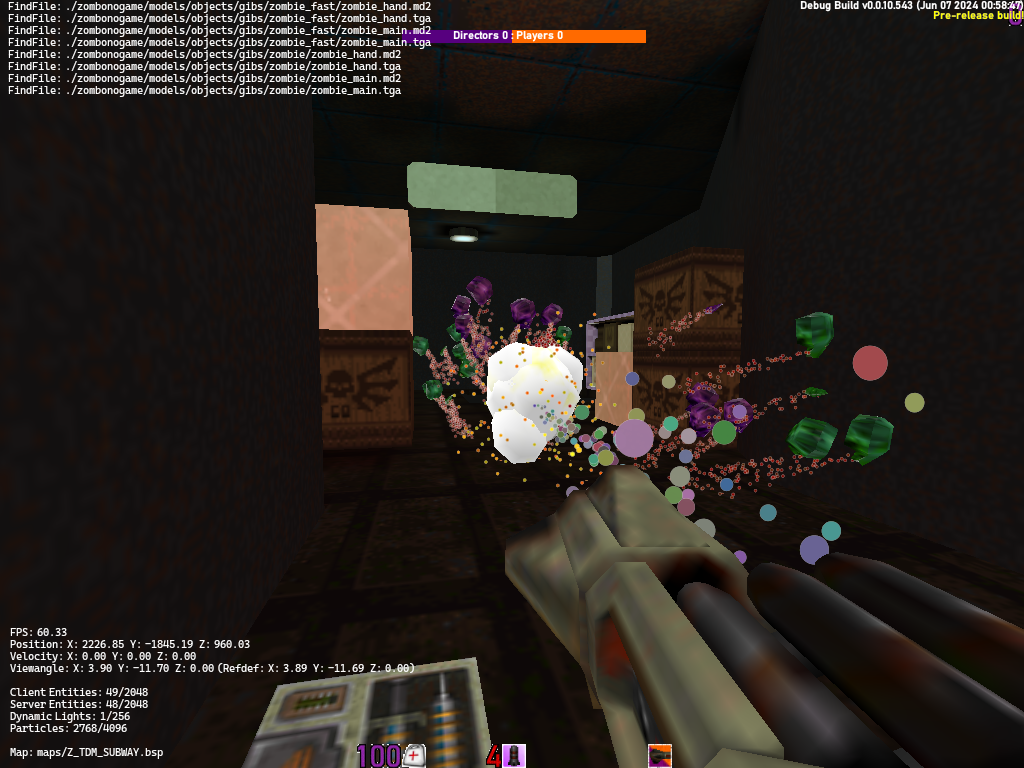 FindFile: ./zombonogame/models/objects/gibs/zombie_fast/zombie_hand.md2
FindFile: ./zombonogame/models/objects/gibs/zombie_fast/zombie_hand.tga
FindFile: ./zombonogame/models/objects/gibs/zombie_fast/zombie_main.md2
FindFile: ./zombonogame/models/objects/gibs/zombie_fast/zombie_main.tga
FindFile: ./zombonogame/models/objects/gibs/zombie/zombie_hand.md2
FindFile: ./zombonogame/models/objects/gibs/zombie/zombie_hand.tga
FindFile: ./zombonogame/models/objects/gibs/zombie/zombie_main.md2
FindFile: ./zombonogame/models/objects/gibs/zombie/zombie_main.tga
Debug Build v0.0.10.543 (Jun 07 2024 00:58:47)
Pre-release build!
Directors 0 : Players 0
FPS: 60.33
Position: X: 2226.85 Y: -1845.19 Z: 960.03
Velocity: X: 0.00 Y: 0.00 Z: 0.00
Viewangle: X: 3.90 Y: -11.70 Z: 0.00 (Refdef: X: 3.89 Y: -11.69 Z: 0.00)
Client Entities: 49/2048
Server Entities: 48/2048
Dynamic Lights: 1/256
Particles: 2768/4096
Map: maps/Z_TDM_SUBWAY.bsp
100
4